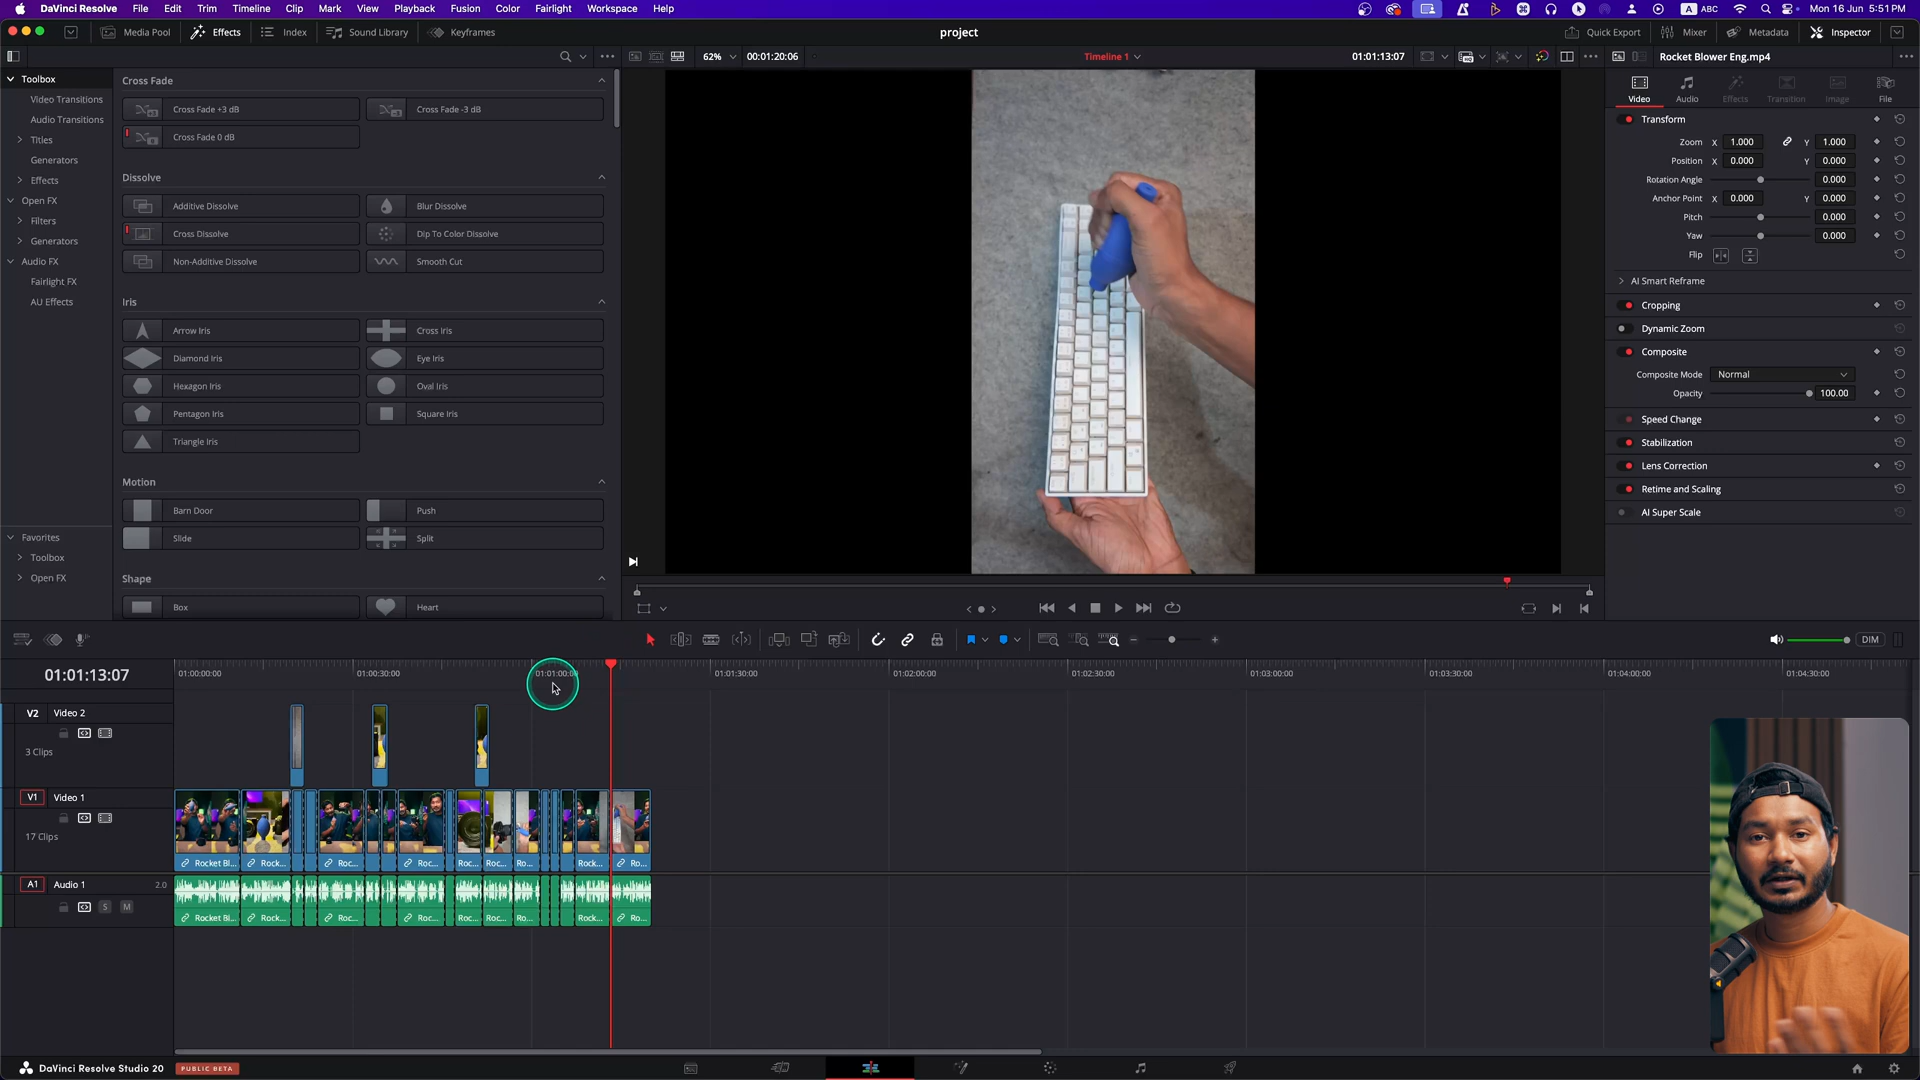 DaVinci Resolve File Edit Trim Timeline Clip Mark View Playback Fusion Color Fairlight Workspace Help A ABC Mon 16 Jun 5:51 PM
Media Pool Effects Index Sound Library Keyframes project Quick Export Mixer Metadata Inspector
62% 00:01:20:06 Timeline 1 01:01:13:07 Rocket Blower Eng.mp4
Toolbox
Video Transitions
Audio Transitions
Titles
Generators
Effects
Open FX
Filters
Generators
Audio FX
Fairlight FX
AU Effects
Favorites
Toolbox
Open FX
Cross Fade
Cross Fade +3 dB Cross Fade -3 dB
Cross Fade 0 dB
Dissolve
Additive Dissolve Blur Dissolve
Cross Dissolve Dip To Color Dissolve
Non-Additive Dissolve Smooth Cut
Iris
Arrow Iris Cross Iris
Diamond Iris Eye Iris
Hexagon Iris Oval Iris
Pentagon Iris Square Iris
Triangle Iris
Motion
Barn Door Push
Slide Split
Shape
Box Heart
Video Audio Effects Transition Image File
Transform
Zoom X 1.000 Y 1.000
Position X 0.000 Y 0.000
Rotation Angle 0.000
Anchor Point X 0.000 Y 0.000
Pitch 0.000
Yaw 0.000
Flip
AI Smart Reframe
Cropping
Dynamic Zoom
Composite
Composite Mode Normal
Opacity 100.00
Speed Change
Stabilization
Lens Correction
Retime and Scaling
AI Super Scale
DIM
01:01:13:07 01:00:00:00 01:00:30:00 01:01:00:00 01:01:30:00 01:02:00:00 01:02:30:00 01:03:00:00 01:03:30:00 01:04:00:00 01:04:30:00
V2 Video 2
3 Clips
V1 Video 1
17 Clips
Rocket Bl... Rock... Roc... Roc... Roc... Roc... Ro... Rock... Ro...
A1 Audio 1 2.0
S M
Rocket Bl... Rock... Roc... Roc... Roc... Roc... Ro... Rock... Ro...
DaVinci Resolve Studio 20 PUBLIC BETA